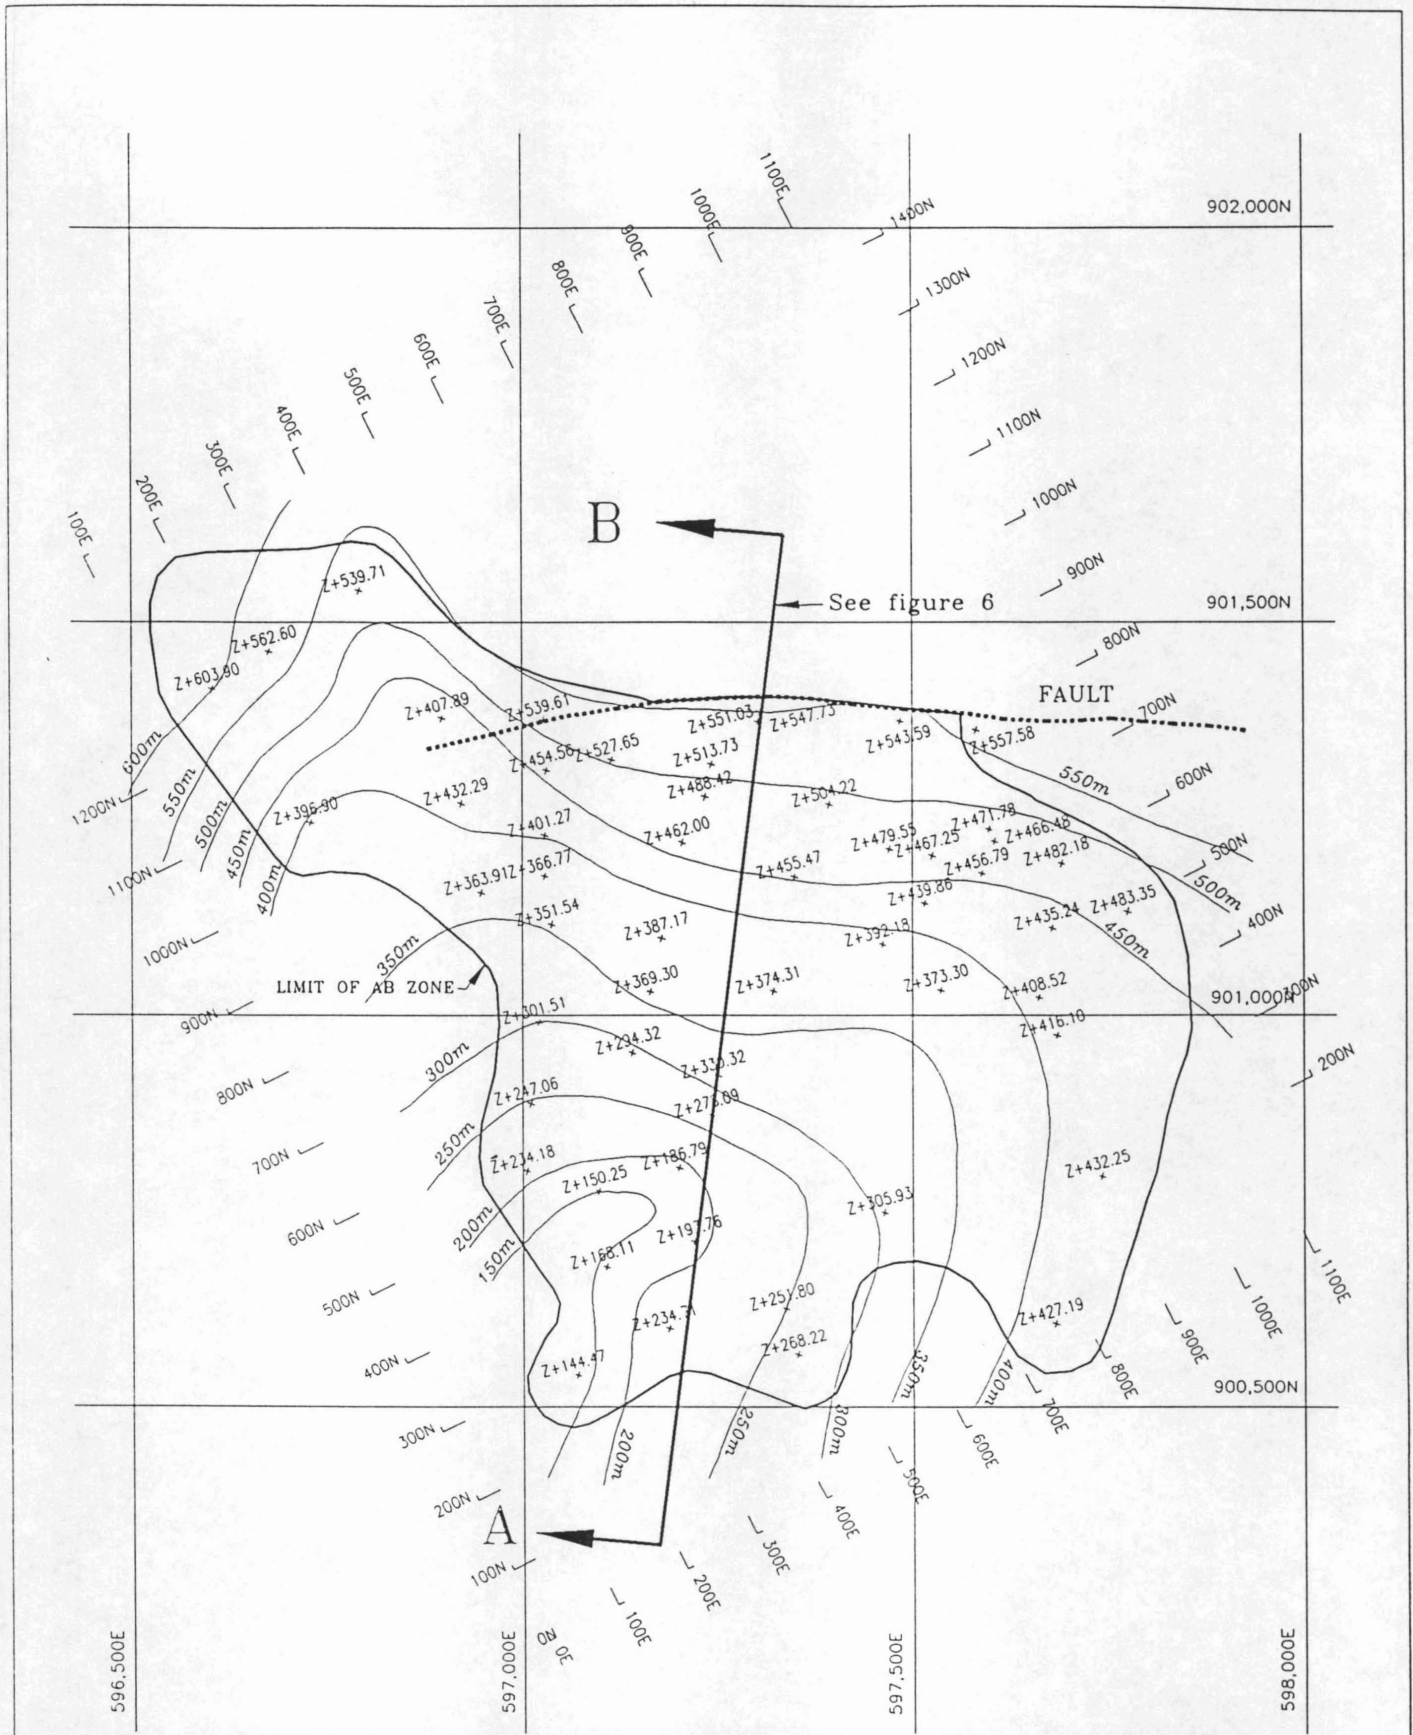 1100E
1000E
900E
800E
700E
600E
500E
400E
300E
200E
100E
1400N
902,000N
1300N
1200N
1100N
1000N
900N
B
See figure 6
901,500N
800N
FAULT
700N
600N
500N
400N
300N
200N
Z+539.71
Z+562.60
Z+603.90
Z+407.89
Z+539.61
Z+551.03
Z+547.73
Z+543.59
Z+557.58
Z+454.56
Z+527.65
Z+513.73
Z+488.42
Z+504.22
Z+432.29
Z+396.90
Z+401.27
Z+462.00
Z+455.47
Z+479.55
Z+467.25
Z+471.78
Z+466.48
Z+456.79
Z+482.18
Z+439.86
Z+435.24
Z+483.35
Z+363.91
Z+366.77
Z+351.54
Z+387.17
Z+392.18
Z+369.30
Z+374.31
Z+373.30
Z+408.52
Z+416.10
901,000N
600m
550m
500m
450m
400m
350m
550m
500m
450m
LIMIT OF AB ZONE
1200N
1100N
1000N
900N
800N
700N
600N
500N
400N
300N
200N
100N
Z+301.51
Z+294.32
Z+247.06
Z+234.18
Z+186.79
Z+150.25
Z+305.93
Z+432.25
Z+197.76
Z+168.11
Z+251.80
Z+268.22
Z+427.19
Z+144.47
300m
250m
200m
150m
200m
250m
300m
350m
400m
900,500N
1100E
1000E
900E
800E
700E
600E
500E
400E
300E
200E
100E
0N 0E
A
596,500E
597,000E
597,500E
598,000E